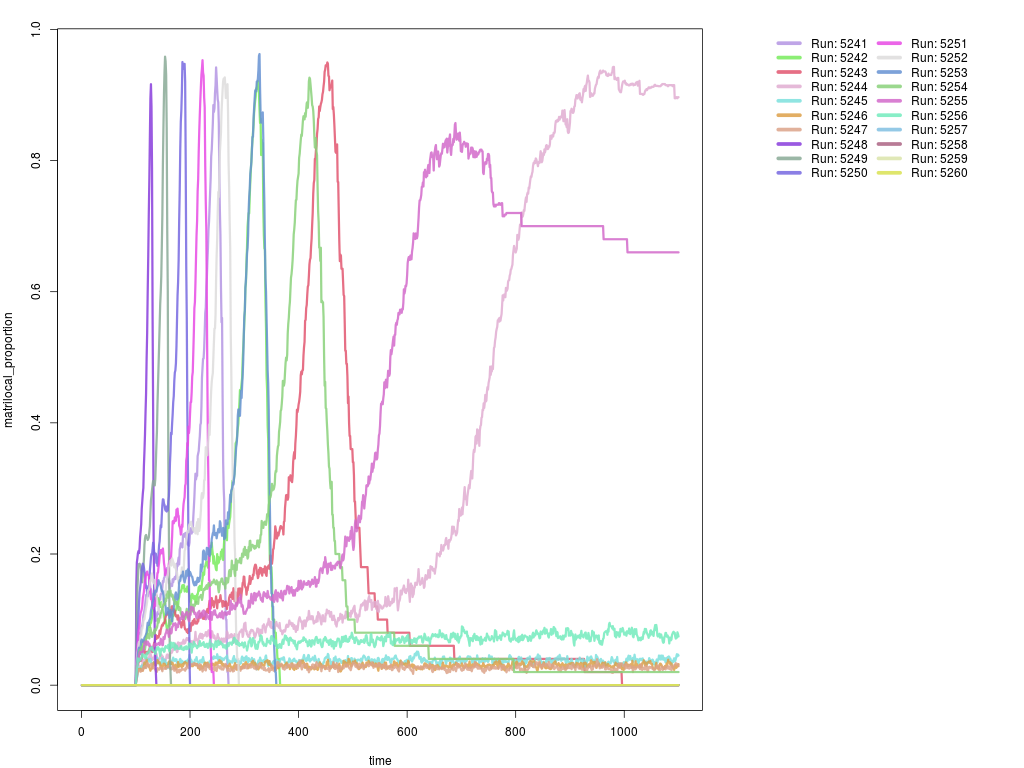 1.0
0.8
0.6
0.4
0.2
0.0
matrilocal_proportion
0 200 400 600 800 1000
time
Run: 5241 Run: 5251
Run: 5242 Run: 5252
Run: 5243 Run: 5253
Run: 5244 Run: 5254
Run: 5245 Run: 5255
Run: 5246 Run: 5256
Run: 5247 Run: 5257
Run: 5248 Run: 5258
Run: 5249 Run: 5259
Run: 5250 Run: 5260